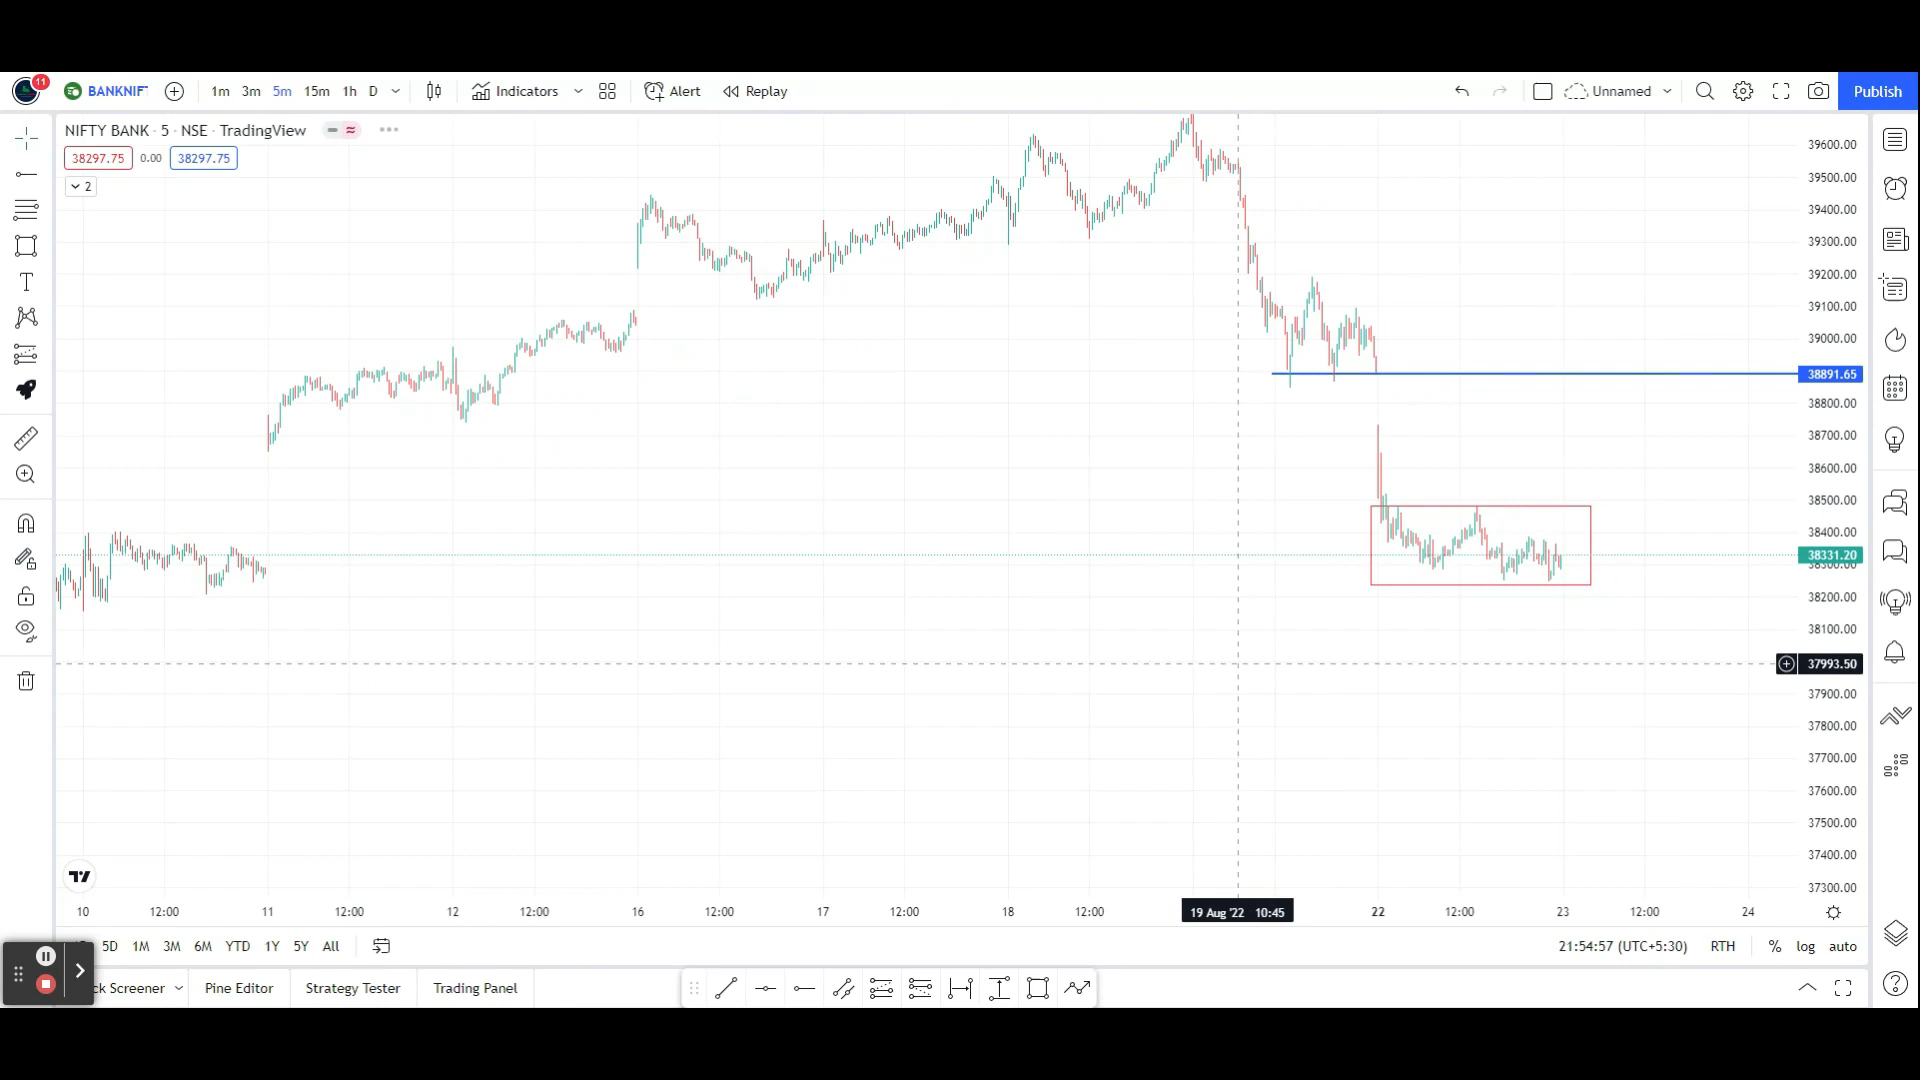 11
BANKNIF
1m 3m 5m 15m 1h D
Indicators
Alert
Replay
Unnamed
Publish
NIFTY BANK · 5 · NSE · TradingView
38297.75 0.00 38297.75
2
39600.00
39500.00
39400.00
39300.00
39200.00
39100.00
39000.00
38891.65
38800.00
38700.00
38600.00
38500.00
38400.00
38331.20
38300.00
38200.00
38100.00
37993.50
37900.00
37800.00
37700.00
37600.00
37500.00
37400.00
37300.00
10 12:00 11 12:00 12 12:00 16 12:00 17 12:00 18 12:00 19 Aug '22 10:45 22 12:00 23 12:00 24
5D 1M 3M 6M YTD 1Y 5Y All
21:54:57 (UTC+5:30) RTH % log auto
ck Screener Pine Editor Strategy Tester Trading Panel